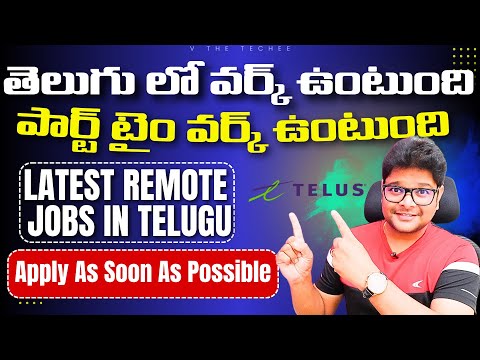 V THE TECHEE
తెలుగు లో వర్క్ ఉంటుంది
పార్ట్ టైం వర్క్ ఉంటుంది
LATEST REMOTE
JOBS IN TELUGU
TELUS
Apply As Soon As Possible